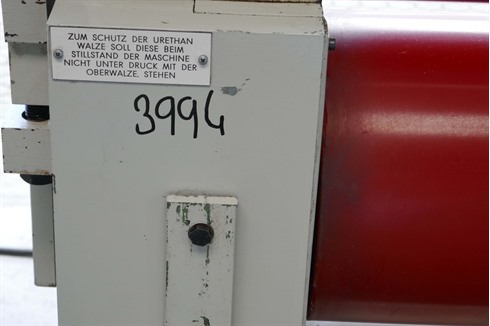 ZUM SCHUTZ DER URETHAN
WALZE SOLL DIESE BEIM
STILLSTAND DER MASCHINE
NICHT UNTER DRUCK MIT DER
OBERWALZE. STEHEN
3994